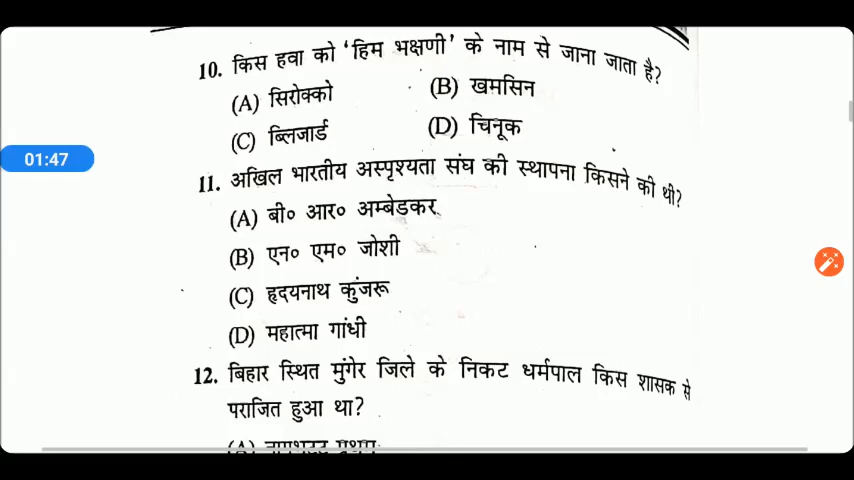 10. किस हवा को ‘हिम भक्षणी’ के नाम से जाना जाता है?
(A) सिरोक्को (B) खमसिन
(C) ब्लिजार्ड (D) चिनूक
01:47
11. अखिल भारतीय अस्पृश्यता संघ की स्थापना किसने की थी?
(A) बी० आर० अम्बेडकर
(B) एन० एम० जोशी
(C) हृदयनाथ कुंजरू
(D) महात्मा गांधी
12. बिहार स्थित मुंगेर जिले के निकट धर्मपाल किस शासक से
पराजित हुआ था?
(A)